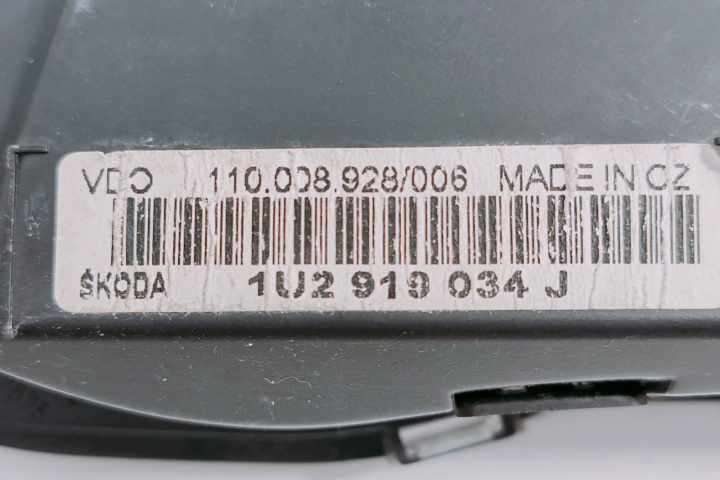 VDO 110.008.928/006 MADE IN CZ
ŠKODA 1U2 919 034 J